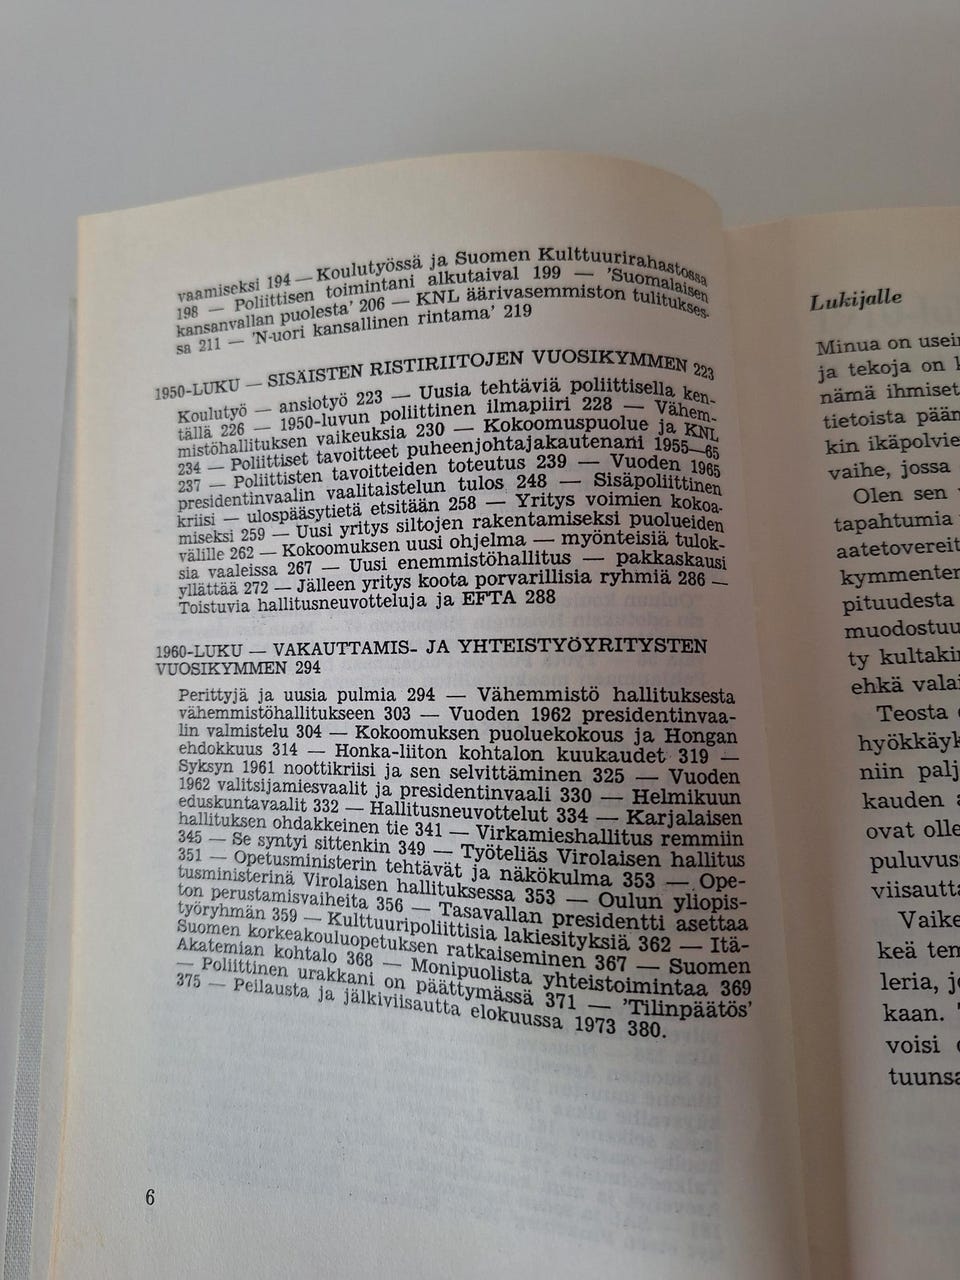 vaamiseksi 194 — Koulutyössä ja Suomen Kulttuurirahastossa
198 — Poliittisen toimintani alkutaival 199 — 'Suomalaisen
kansanvallan puolesta' 206 — KNL äärivasemmiston tulitukses-
sa 211 — 'N-uori kansallinen rintama' 219
1950-LUKU — SISÄISTEN RISTIRIITOJEN VUOSIKYMMEN 223
Koulutyö — ansiotyö 223 — Uusia tehtäviä poliittisella ken-
tällä 226 — 1950-luvun poliittinen ilmapiiri 228 — Vähem-
mistöhallituksen vaikeuksia 230 — Kokoomuspuolue ja KNL
234 — Poliittiset tavoitteet puheenjohtajakautenani 1955—65
237 — Poliittisten tavoitteiden toteutus 239 — Vuoden 1965
presidentinvaalin vaalitaistelun tulos 248 — Sisäpoliittinen
kriisi — ulospääsytietä etsitään 258 — Yritys voimien kokoa-
miseksi 259 — Uusi yritys siltojen rakentamiseksi puolueiden
välille 262 — Kokoomuksen uusi ohjelma — myönteisiä tulok-
sia vaaleissa 267 — Uusi enemmistöhallitus — pakkaskausi
yllättää 272 — Jälleen yritys koota porvarillisia ryhmiä 286 —
Toistuvia hallitusneuvotteluja ja EFTA 288
1960-LUKU — VAKAUTTAMIS- JA YHTEISTYÖYRITYSTEN
VUOSIKYMMEN 294
Perittyjä ja uusia pulmia 294 — Vähemmistö hallituksesta
vähemmistöhallitukseen 303 — Vuoden 1962 presidentinvaa-
lin valmistelu 304 — Kokoomuksen puoluekokous ja Hongan
ehdokkuus 314 — Honka-liiton kohtalon kuukaudet 319 —
Syksyn 1961 noottikriisi ja sen selvittäminen 325 — Vuoden
1962 valitsijamiesvaalit ja presidentinvaali 330 — Helmikuun
eduskuntavaalit 332 — Hallitusneuvottelut 334 — Karjalaisen
hallituksen ohdakkeinen tie 341 — Virkamieshallitus remmiin
345 — Se syntyi sittenkin 349 — Työteliäs Virolaisen hallitus
351 — Opetusministerin tehtävät ja näkökulma 353 — Ope-
tusministerinä Virolaisen hallituksessa 353 — Oulun yliopis-
ton perustamisvaiheita 356 — Tasavallan presidentti asettaa
työryhmän 359 — Kulttuuripoliittisia lakiesityksiä 362 — Itä-
Suomen korkeakouluopetuksen ratkaiseminen 367 — Suomen
Akatemian kohtalo 368 — Monipuolista yhteistoimintaa 369
— Poliittinen urakkani on päättymässä 371 — 'Tilinpäätös'
375 — Peilausta ja jälkiviisautta elokuussa 1973 380.
6
Lukijalle
Minua on usei
ja tekoja on
nämä ihmiset
tietoista pään
kin ikäpolvie
vaihe, jossa
Olen sen
tapahtumia
aatetovereit
kymmenten
pituudesta
muodostuu
ty kultakin
ehkä valai
Teosta
hyökkäyk
niin palj
kauden
ovat olle
puluvus
viisautta
Vaike
keä tem
leria, jo
kaan.
voisi
tuunsa